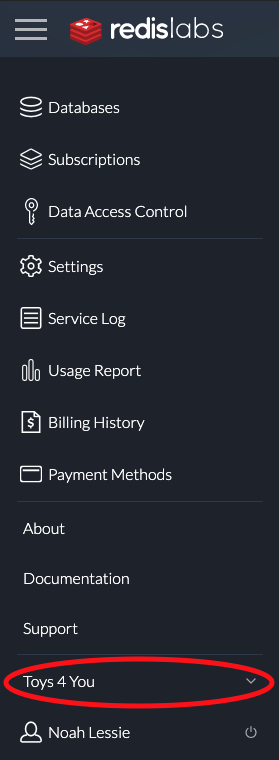 redislabs
Databases
Subscriptions
Data Access Control
Settings
Service Log
Usage Report
$
Billing History
Payment Methods
About
Documentation
Support
Toys 4 You
Noah Lessie